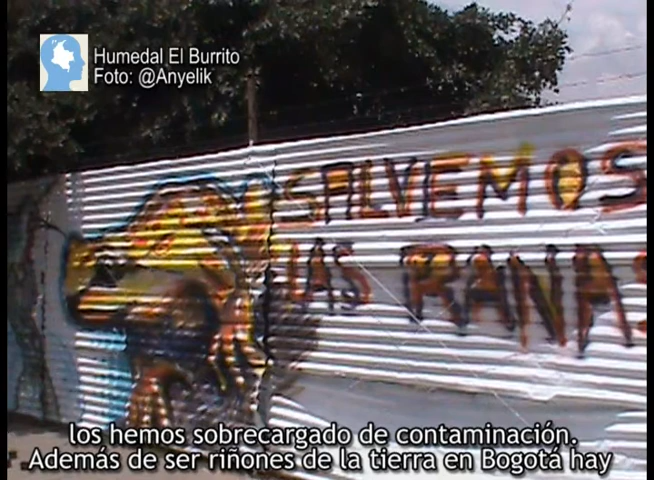 Humedal El Burrito
Foto: @Anyelik
SALVEMOS
LAS RANAS
los hemos sobrecargado de contaminación.
Además de ser riñones de la tierra en Bogotá hay